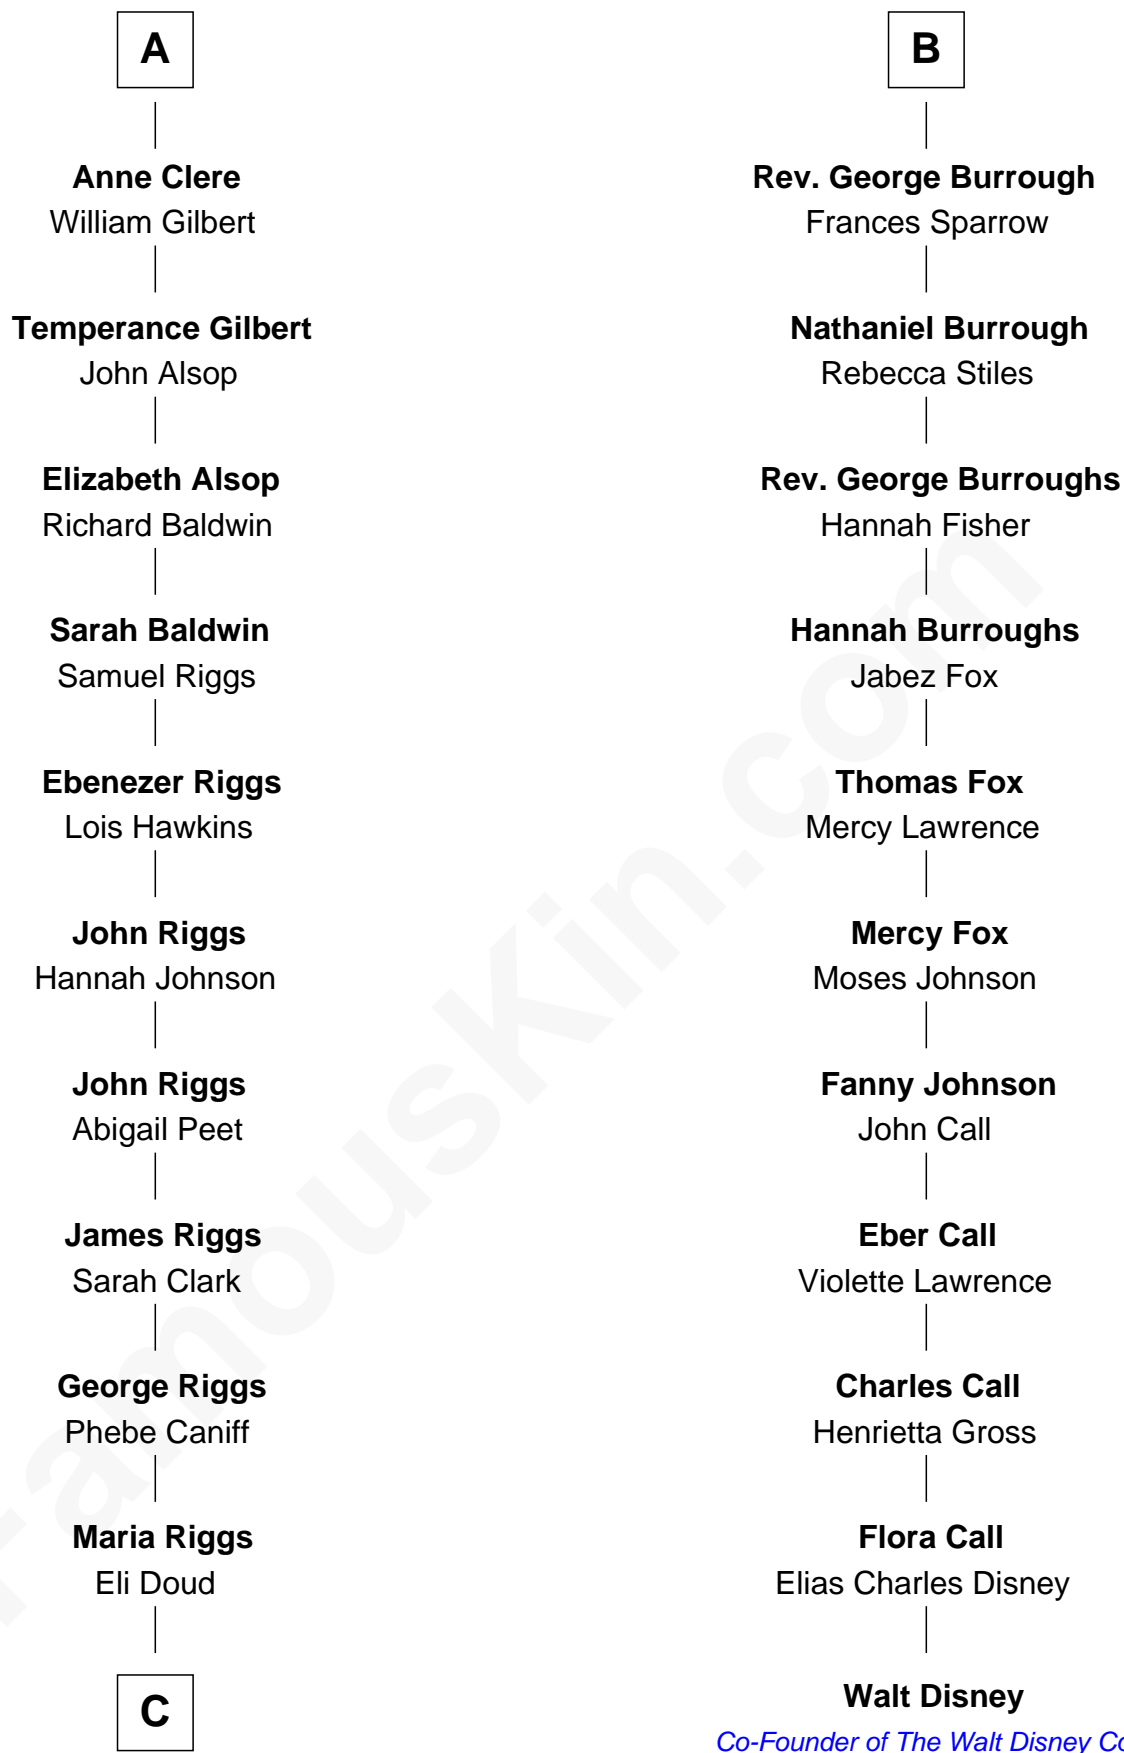 A
Anne Clere
William Gilbert
Temperance Gilbert
John Alsop
Elizabeth Alsop
Richard Baldwin
Sarah Baldwin
Samuel Riggs
Ebenezer Riggs
Lois Hawkins
John Riggs
Hannah Johnson
John Riggs
Abigail Peet
James Riggs
Sarah Clark
George Riggs
Phebe Caniff
Maria Riggs
Eli Doud
C
B
Rev. George Burrough
Frances Sparrow
Nathaniel Burrough
Rebecca Stiles
Rev. George Burroughs
Hannah Fisher
Hannah Burroughs
Jabez Fox
Thomas Fox
Mercy Lawrence
Mercy Fox
Moses Johnson
Fanny Johnson
John Call
Eber Call
Violette Lawrence
Charles Call
Henrietta Gross
Flora Call
Elias Charles Disney
Walt Disney
Co-Founder of The Walt Disney Co
FamousKin.com